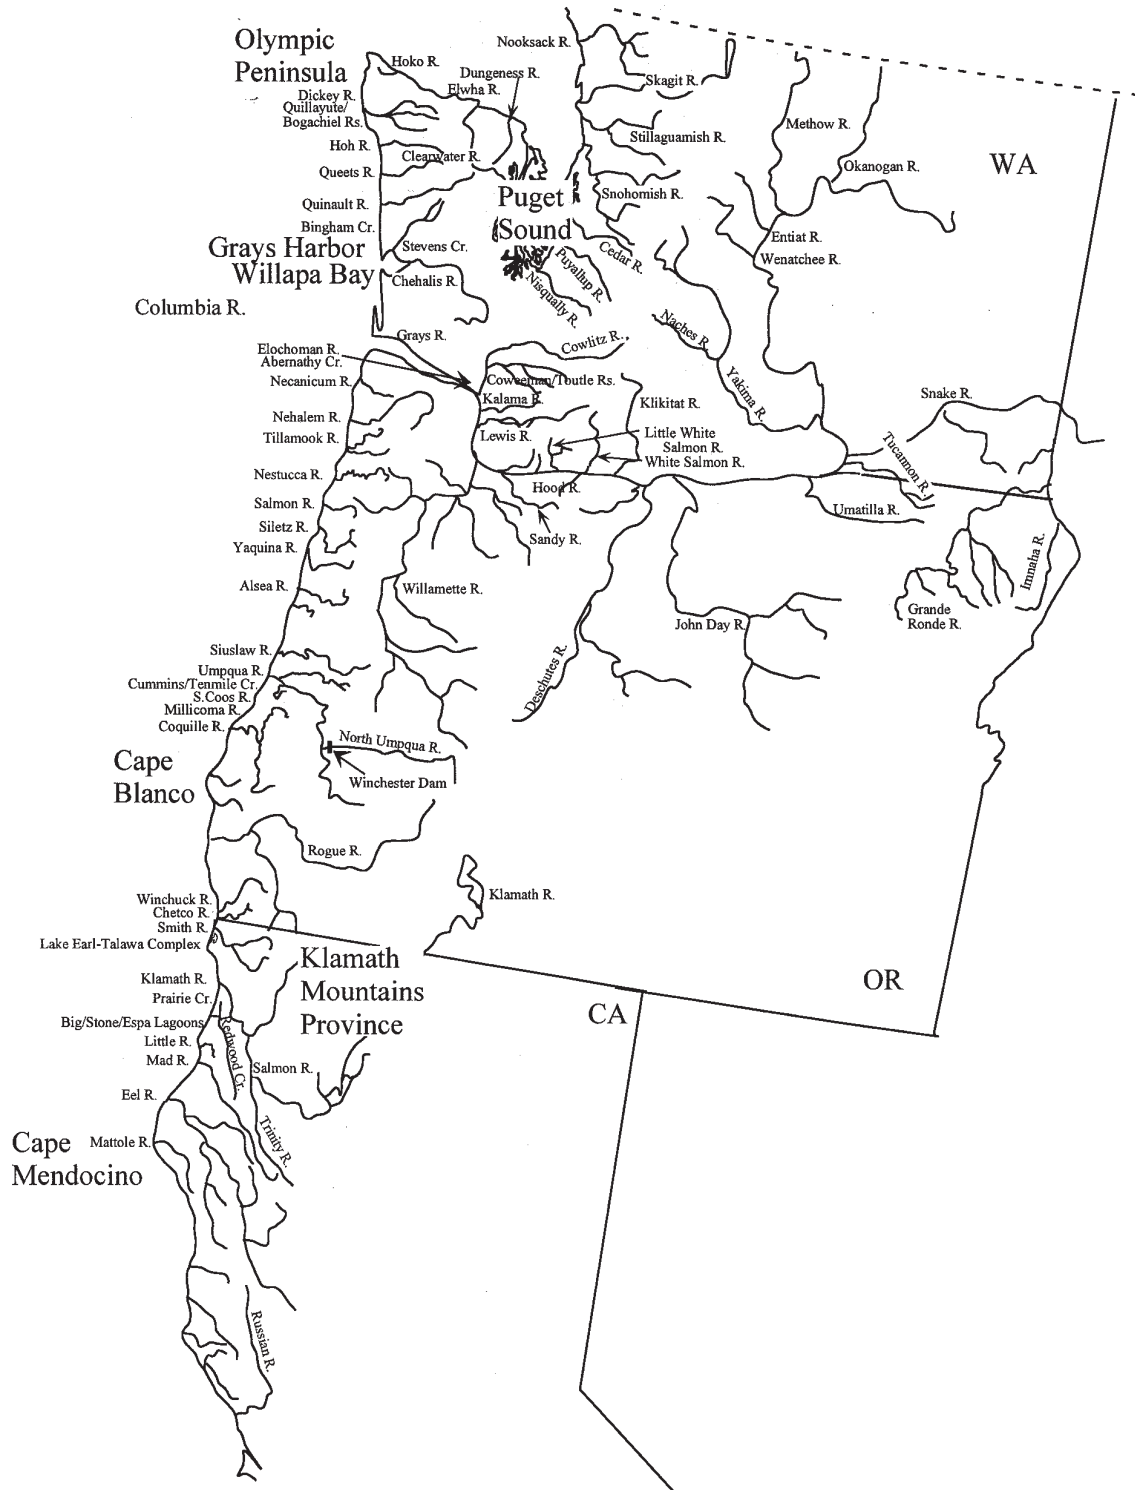 Olympic
Peninsula
Nooksack R.
Hoko R.
Dungeness R.
Elwha R.
Skagit R.
Dickey R.
Quillayute/
Bogachiel Rs.
Methow R.
Stillaguamish R.
Hoh R.
Clearwater R.
Okanogan R.
WA
Queets R.
Puget
Sound
Snohomish R.
Quinault R.
Bingham Cr.
Grays Harbor
Stevens Cr.
Entiat R.
Cedar R.
Wenatchee R.
Willapa Bay
Chehalis R.
Puyallup R.
Nisqually R.
Columbia R.
Naches R.
Grays R.
Cowlitz R.
Elochoman R.
Abernathy Cr.
Necanicum R.
Coweeman/Toutle Rs.
Kalama R.
Yakima R.
Snake R.
Klikitat R.
Nehalem R.
Tillamook R.
Lewis R.
Little White
Salmon R.
White Salmon R.
Tucannon R.
Nestucca R.
Hood R.
Salmon R.
Umatilla R.
Siletz R.
Sandy R.
Yaquina R.
Imnaha R.
Alsea R.
Willamette R.
Grande
Ronde R.
John Day R.
Siuslaw R.
Deschutes R.
Umpqua R.
Cummins/Tenmile Cr.
S.Coos R.
Millicoma R.
Coquille R.
North Umpqua R.
Cape
Blanco
Winchester Dam
Rogue R.
Klamath R.
Winchuck R.
Chetco R.
Smith R.
Lake Earl-Talawa Complex
Klamath
Mountains
Province
OR
CA
Klamath R.
Prairie Cr.
Big/Stone/Espa Lagoons
Redwood Cr.
Little R.
Mad R.
Salmon R.
Eel R.
Trinity R.
Cape
Mendocino
Mattole R.
Russian R.